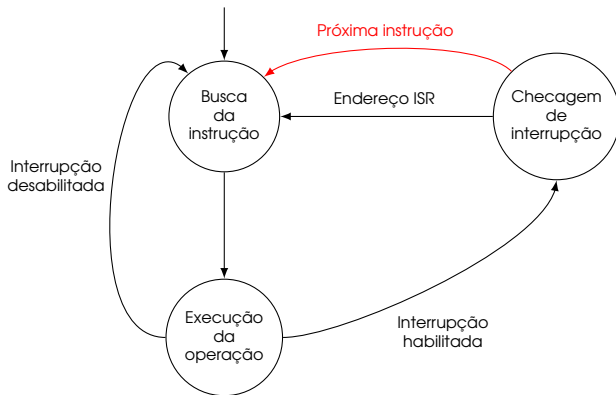 Próxima instrução
Busca
da
instrução
Endereço ISR
Checagem
de
interrupção
Interrupção
desabilitada
Execução
da
operação
Interrupção
habilitada